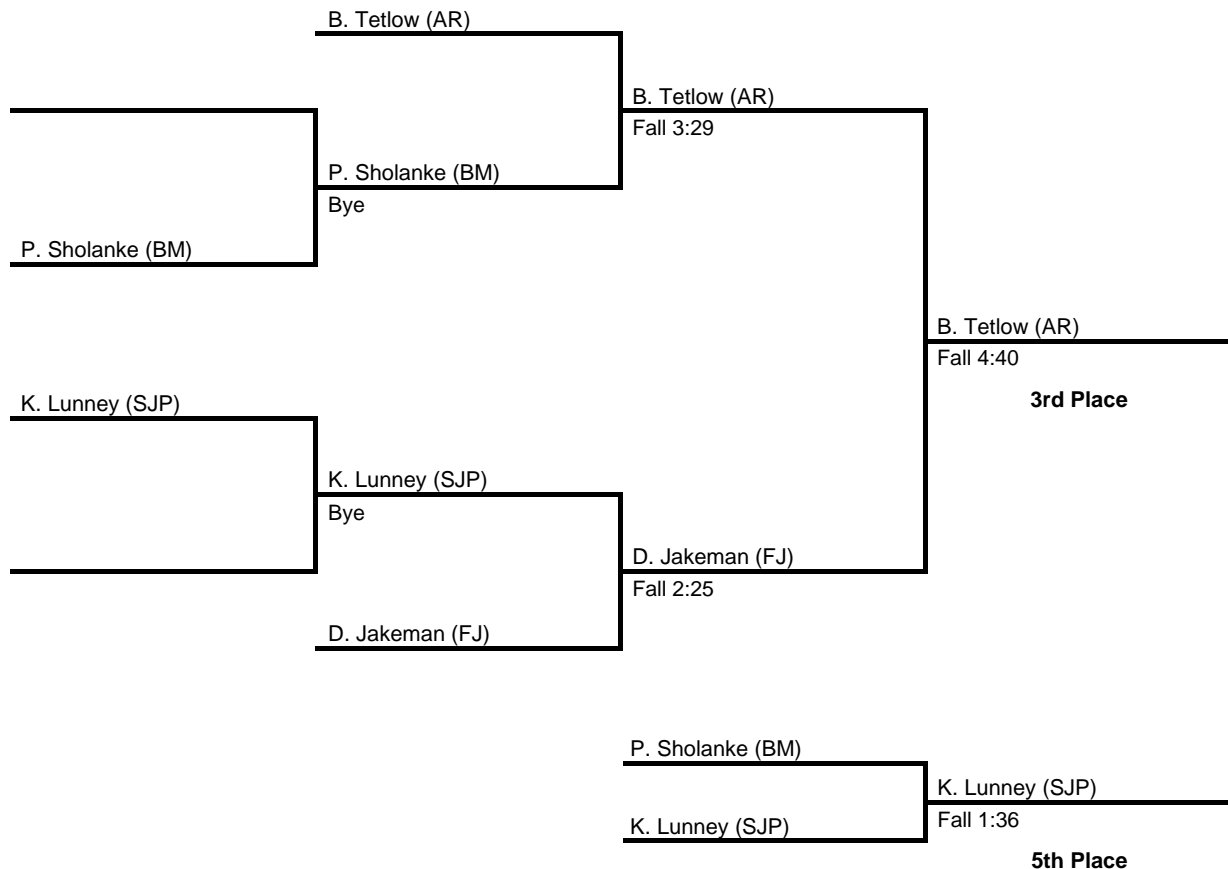 B. Tetlow (AR)
B. Tetlow (AR)
Fall 3:29
P. Sholanke (BM)
Bye
P. Sholanke (BM)
B. Tetlow (AR)
Fall 4:40
3rd Place
K. Lunney (SJP)
K. Lunney (SJP)
Bye
D. Jakeman (FJ)
Fall 2:25
D. Jakeman (FJ)
P. Sholanke (BM)
K. Lunney (SJP)
Fall 1:36
K. Lunney (SJP)
5th Place